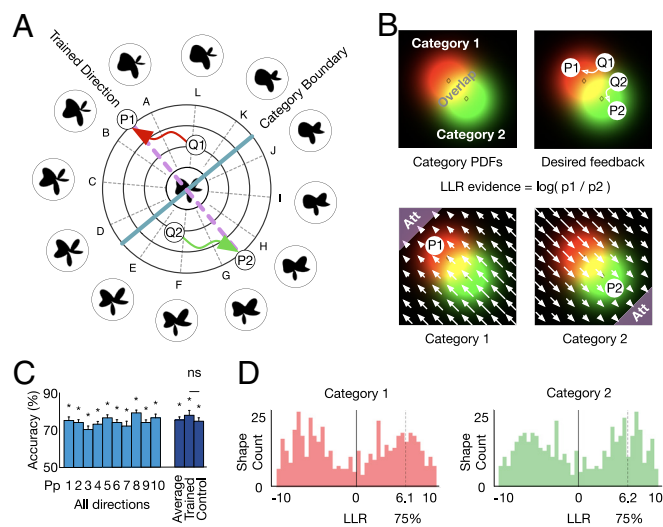 A
Trained Direction
Category Boundary
L
A
K
P1
B
Q1
J
C
I
D
Q2
H
E
P2
G
F
B
Category 1
Overlap
Category 2
P1
Q1
Q2
P2
Category PDFs
Desired feedback
LLR evidence = log( p1 / p2 )
Att
P1
P2
Att
Category 1
Category 2
C
ns
Accuracy (%)
90
70
50
* * * * * * * * * * * * *
Pp 1 2 3 4 5 6 7 8 9 10
All directions
Average
Trained
Control
D
Category 1
Shape Count
25
0
-10 0 6.1 10
LLR 75%
Category 2
Shape Count
25
0
-10 0 6.2 10
LLR 75%